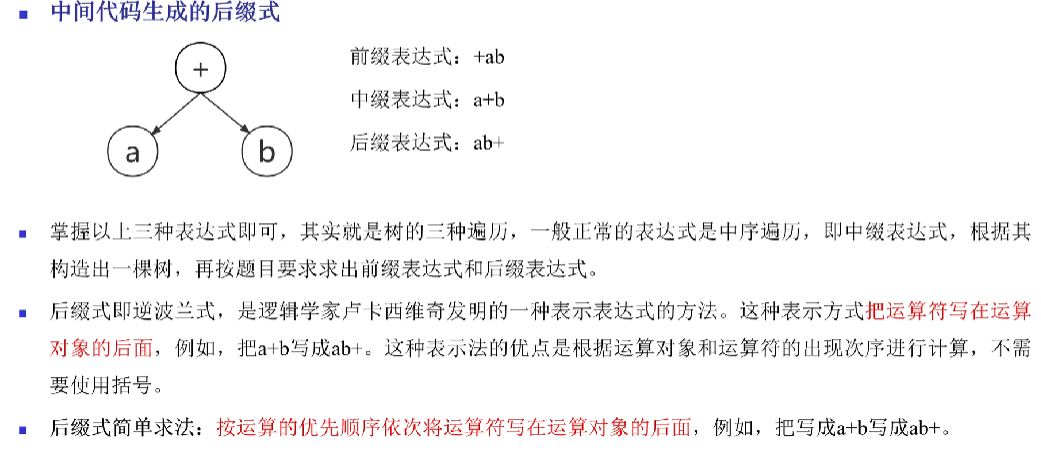 中间代码生成的后缀式
+
a
b
前缀表达式：+ab
中缀表达式：a+b
后缀表达式：ab+
掌握以上三种表达式即可，其实就是树的三种遍历，一般正常的表达式是中序遍历，即中缀表达式，根据其
构造出一棵树，再按题目要求求出前缀表达式和后缀表达式。
后缀式即逆波兰式，是逻辑学家卢卡西维奇发明的一种表示表达式的方法。这种表示方式把运算符写在运算
对象的后面，例如，把a+b写成ab+。这种表示法的优点是根据运算对象和运算符的出现次序进行计算，不需
要使用括号。
后缀式简单求法：按运算的优先顺序依次将运算符写在运算对象的后面，例如，把写成a+b写成ab+。